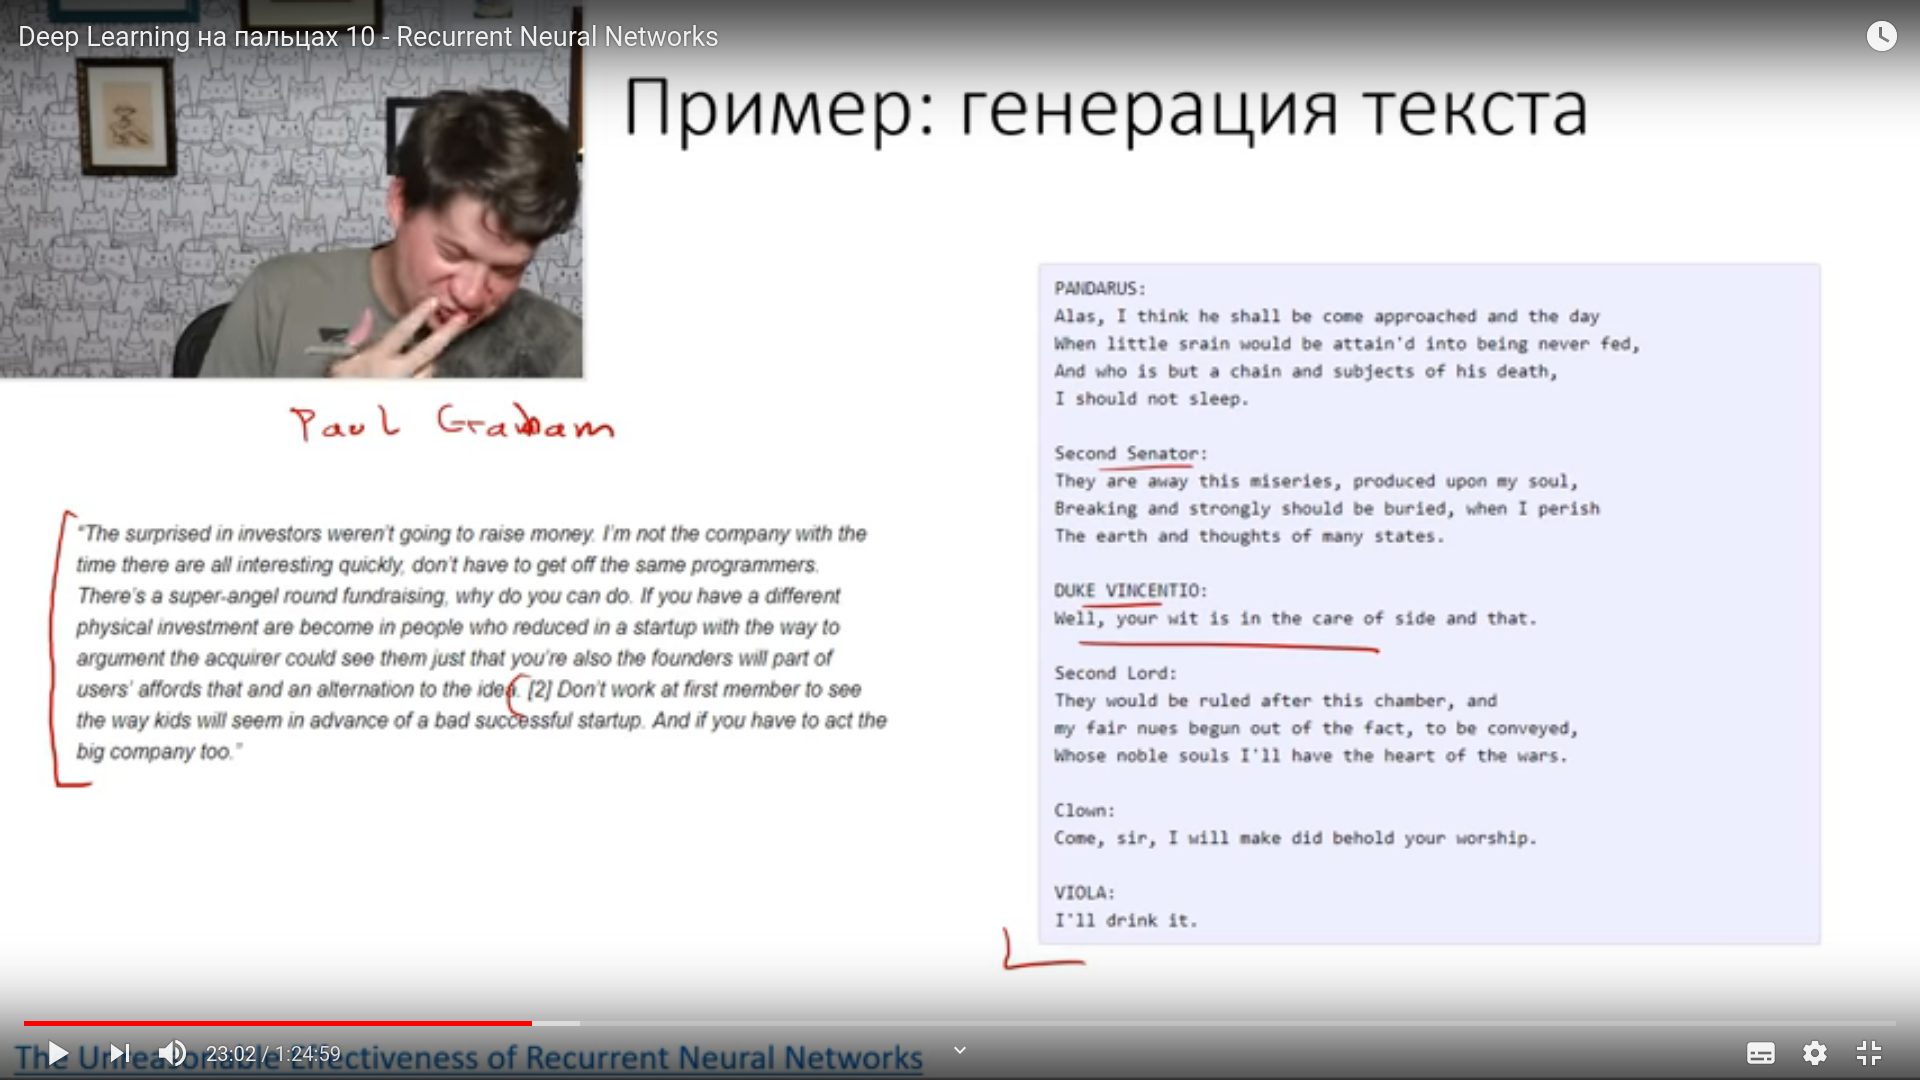 Deep Learning на пальцах 10 - Recurrent Neural Networks
Пример: генерация текста
Paul Graham
"The surprised in investors weren't going to raise money. I'm not the company with the
time there are all interesting quickly, don't have to get off the same programmers.
There's a super-angel round fundraising, why do you can do. If you have a different
physical investment are become in people who reduced in a startup with the way to
argument the acquirer could see them just that you're also the founders will part of
users' affords that and an alternation to the idea. [2] Don't work at first member to see
the way kids will seem in advance of a bad successful startup. And if you have to act the
big company too."
PANDARUS:
Alas, I think he shall be come approached and the day
When little srain would be attain'd into being never fed,
And who is but a chain and subjects of his death,
I should not sleep.
Second Senator:
They are away this miseries, produced upon my soul,
Breaking and strongly should be buried, when I perish
The earth and thoughts of many states.
DUKE VINCENTIO:
Well, your wit is in the care of side and that.
Second Lord:
They would be ruled after this chamber, and
my fair nues begun out of the fact, to be conveyed,
Whose noble souls I'll have the heart of the wars.
Clown:
Come, sir, I will make did behold your worship.
VIOLA:
I'll drink it.
The Unreasonable Effectiveness of Recurrent Neural Networks
23:02 / 1:24:59